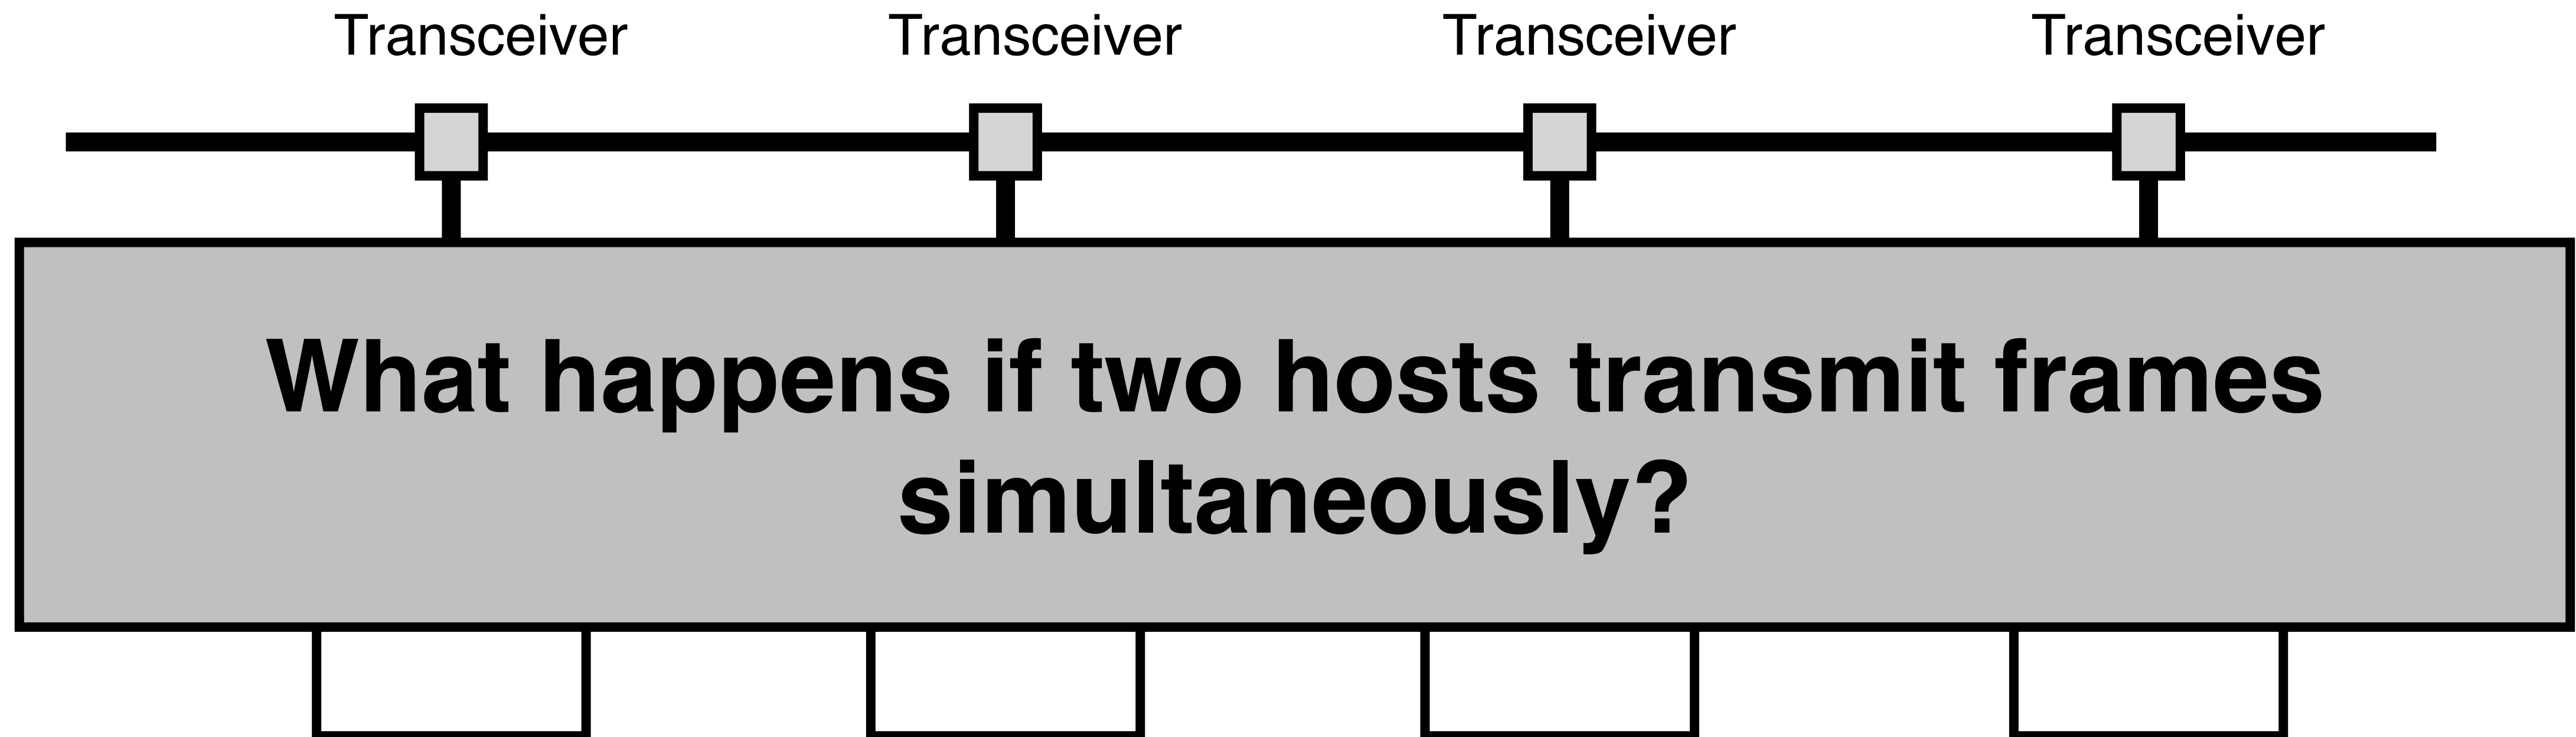 Transceiver Transceiver Transceiver Transceiver
What happens if two hosts transmit frames
simultaneously?